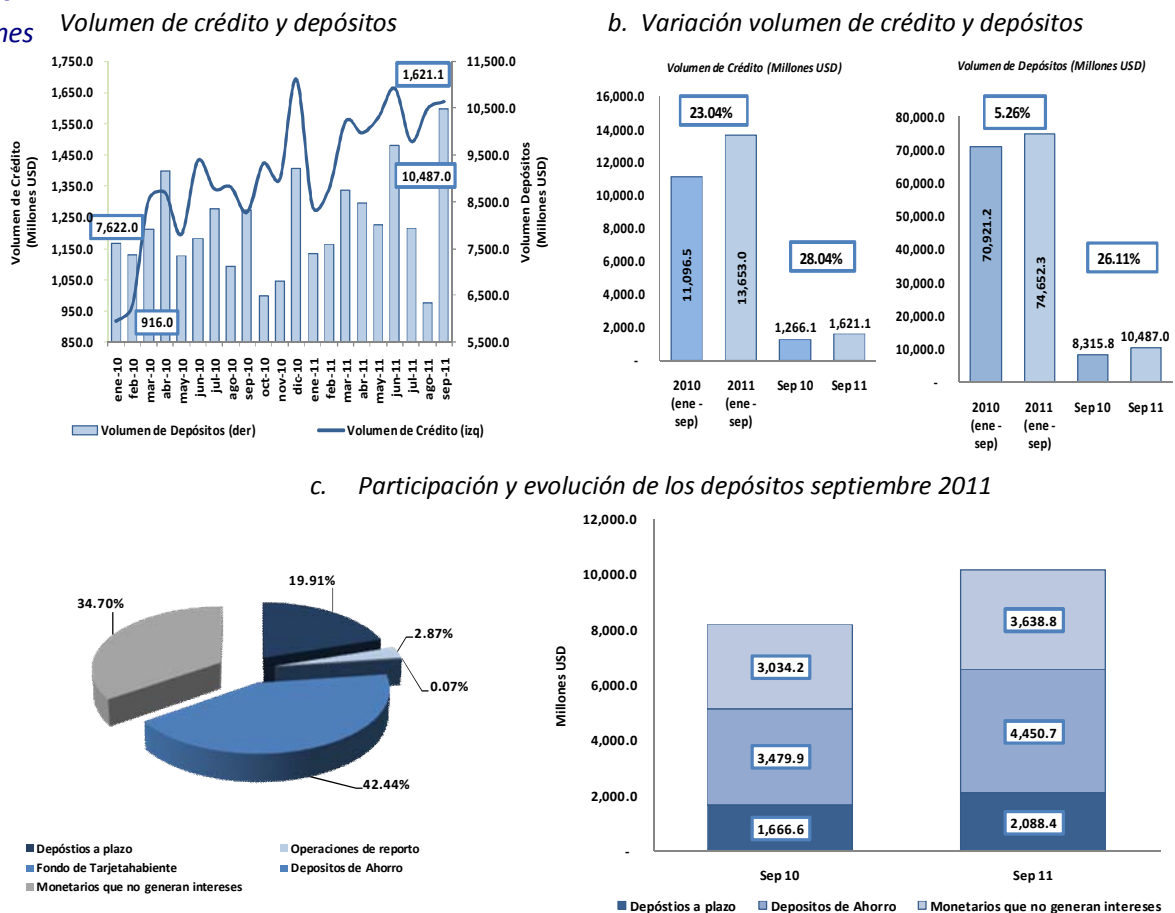 nes
Volumen de crédito y depósitos
1,750.0
1,650.0
1,550.0
1,450.0
1,350.0
1,250.0
1,150.0
1,050.0
950.0
850.0
Volumen de Crédito
(Millones USD)
11,500.0
10,500.0
9,500.0
8,500.0
7,500.0
6,500.0
5,500.0
Volumen Depósitos
(Millones USD)
1,621.1
10,487.0
7,622.0
916.0
ene-10
feb-10
mar-10
abr-10
may-10
jun-10
jul-10
ago-10
sep-10
oct-10
nov-10
dic-10
ene-11
feb-11
mar-11
abr-11
may-11
jun-11
jul-11
ago-11
sep-11
Volumen de Depósitos (der)
Volumen de Crédito (izq)
b. Variación volumen de crédito y depósitos
Volumen de Crédito (Millones USD)
16,000.0
14,000.0
12,000.0
10,000.0
8,000.0
6,000.0
4,000.0
2,000.0
-
23.04%
28.04%
11,096.5
13,653.0
1,266.1
1,621.1
2010
(ene -
sep)
2011
(ene -
sep)
Sep 10
Sep 11
Volumen de Depósitos (Millones USD)
80,000.0
70,000.0
60,000.0
50,000.0
40,000.0
30,000.0
20,000.0
10,000.0
-
5.26%
26.11%
70,921.2
74,652.3
8,315.8
10,487.0
2010
(ene -
sep)
2011
(ene -
sep)
Sep 10
Sep 11
c. Participación y evolución de los depósitos septiembre 2011
19.91%
2.87%
0.07%
42.44%
34.70%
Depóstios a plazo
Operaciones de reporto
Fondo de Tarjetahabiente
Depositos de Ahorro
Monetarios que no generan intereses
12,000.0
10,000.0
8,000.0
6,000.0
4,000.0
2,000.0
-
Millones USD
3,034.2
3,479.9
1,666.6
3,638.8
4,450.7
2,088.4
Sep 10
Sep 11
Depóstios a plazo
Depositos de Ahorro
Monetarios que no generan intereses